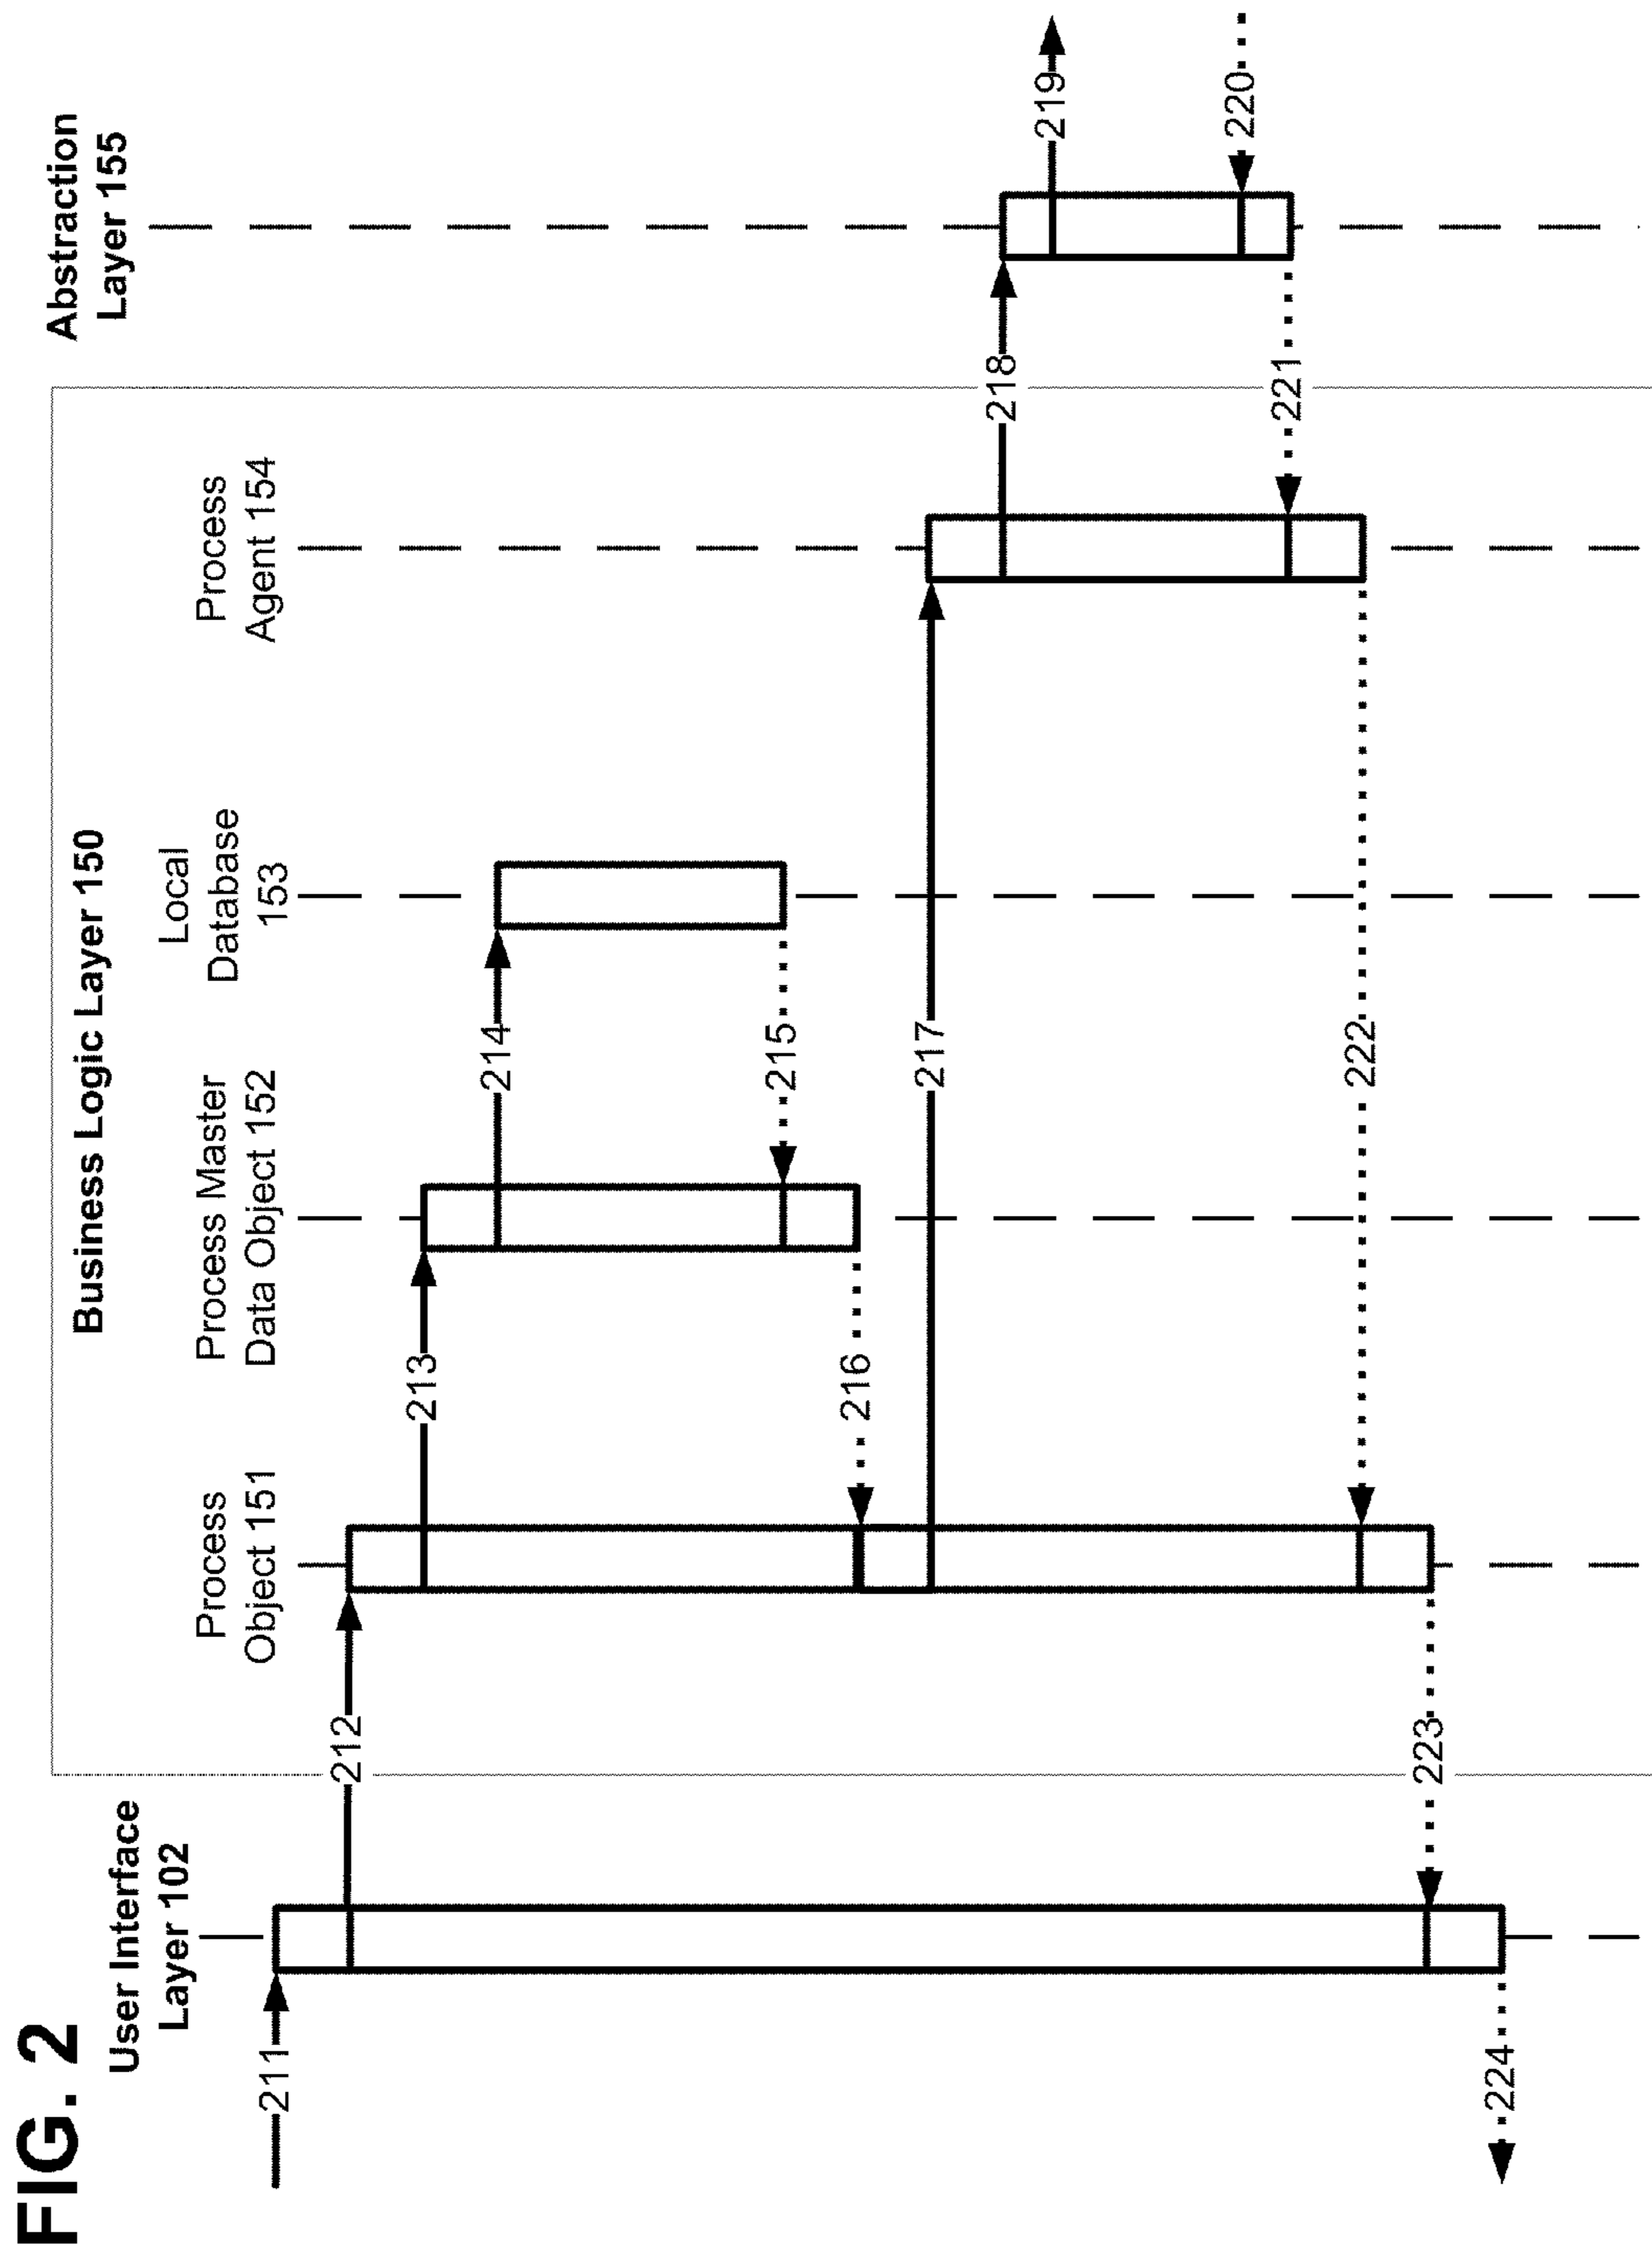 FIG. 2
User Interface
Layer 102
Business Logic Layer 150
Process
Object 151
Process Master
Data Object 152
Local
Database
153
Process
Agent 154
Abstraction
Layer 155
211
212
213
214
215
216
217
218
219
220
221
222
223
224